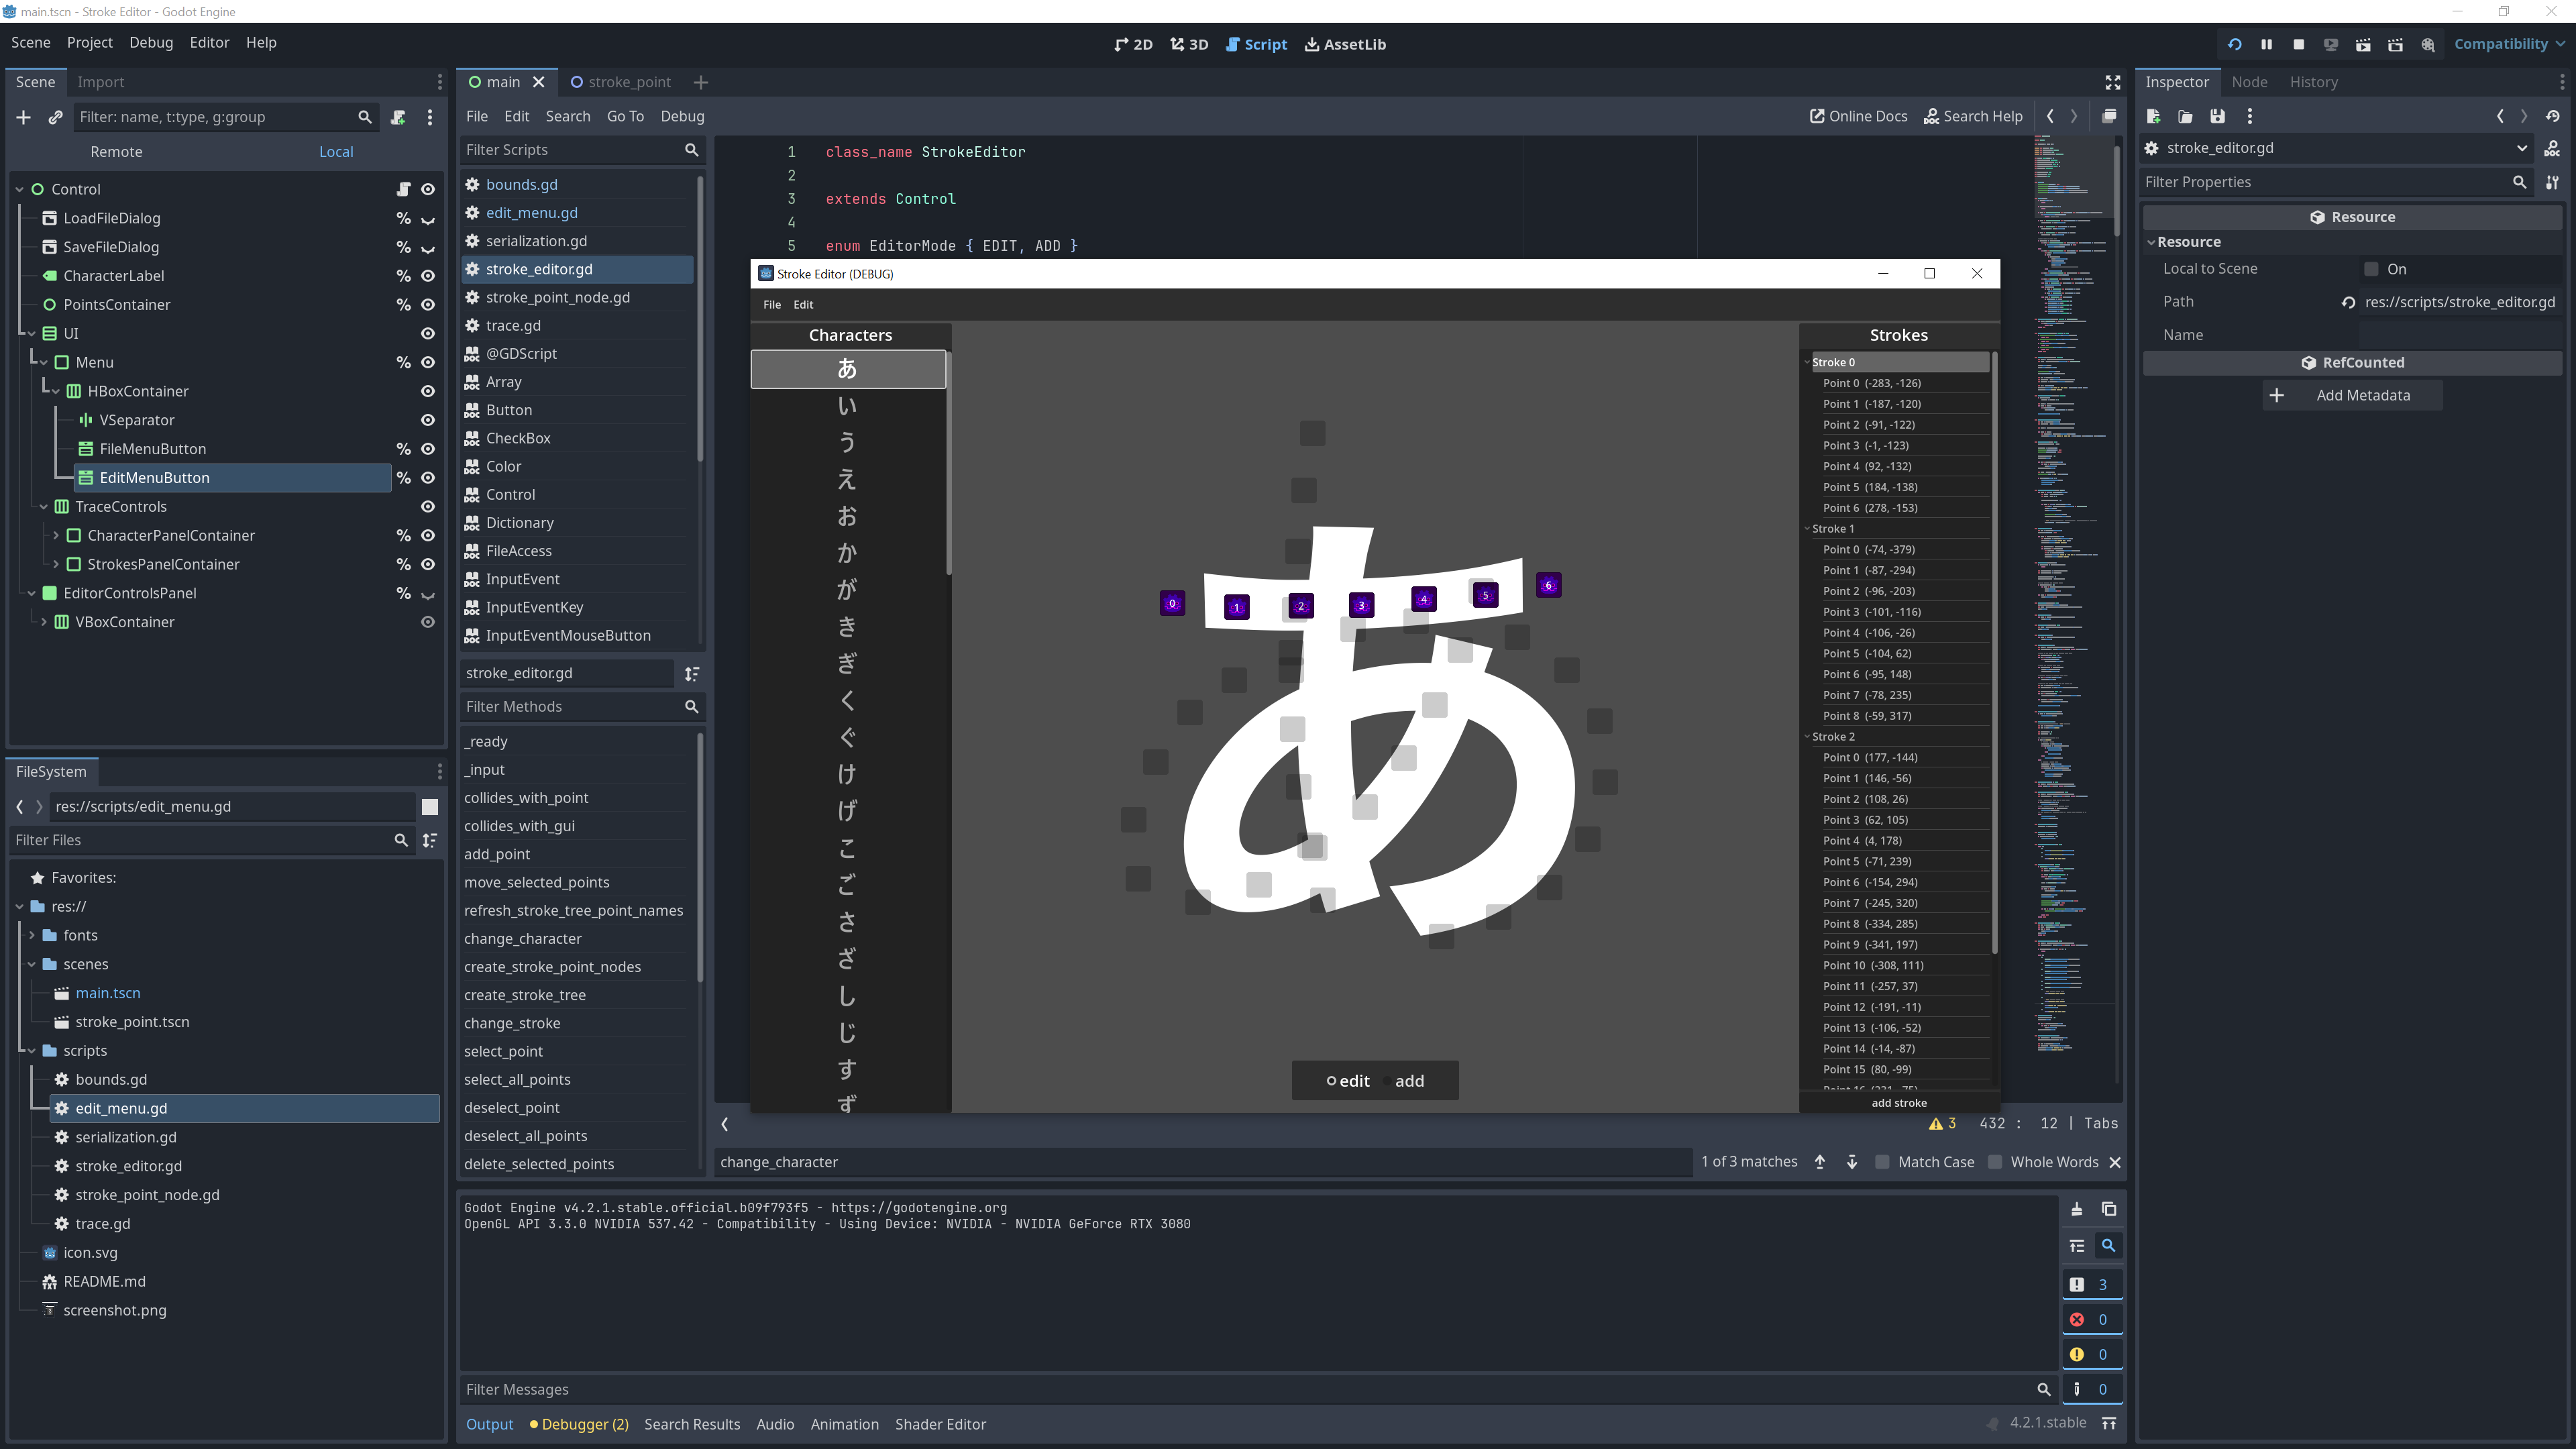 main.tscn - Stroke Editor - Godot Engine
Scene Project Debug Editor Help
2D 3D Script AssetLib
Compatibility
Scene Import
Filter: name, t:type, g:group
Remote Local
Control
LoadFileDialog
SaveFileDialog
CharacterLabel
PointsContainer
UI
Menu
HBoxContainer
VSeparator
FileMenuButton
EditMenuButton
TraceControls
CharacterPanelContainer
StrokesPanelContainer
EditorControlsPanel
VBoxContainer
FileSystem
res://scripts/edit_menu.gd
Filter Files
Favorites:
res://
fonts
scenes
main.tscn
stroke_point.tscn
scripts
bounds.gd
edit_menu.gd
serialization.gd
stroke_editor.gd
stroke_point_node.gd
trace.gd
icon.svg
README.md
screenshot.png
main stroke_point
File Edit Search Go To Debug
Online Docs Search Help
Filter Scripts
bounds.gd
edit_menu.gd
serialization.gd
stroke_editor.gd
stroke_point_node.gd
trace.gd
@GDScript
Array
Button
CheckBox
Color
Control
Dictionary
FileAccess
InputEvent
InputEventKey
InputEventMouseButton
stroke_editor.gd
Filter Methods
_ready
_input
collides_with_point
collides_with_gui
add_point
move_selected_points
refresh_stroke_tree_point_names
change_character
create_stroke_point_nodes
create_stroke_tree
change_stroke
select_point
select_all_points
deselect_point
deselect_all_points
delete_selected_points
1 class_name StrokeEditor
2
3 extends Control
4
5 enum EditorMode { EDIT, ADD }
Stroke Editor (DEBUG)
File Edit
Characters
あ
い
う
え
お
か
が
き
ぎ
く
ぐ
け
げ
こ
ご
さ
ざ
し
じ
す
ず
あ
0 1 2 3 4 5 6
edit add
Strokes
Stroke 0
Point 0 (-283, -126)
Point 1 (-187, -120)
Point 2 (-91, -122)
Point 3 (-1, -123)
Point 4 (92, -132)
Point 5 (184, -138)
Point 6 (278, -153)
Stroke 1
Point 0 (-74, -379)
Point 1 (-87, -294)
Point 2 (-96, -203)
Point 3 (-101, -116)
Point 4 (-106, -26)
Point 5 (-104, 62)
Point 6 (-95, 148)
Point 7 (-78, 235)
Point 8 (-59, 317)
Stroke 2
Point 0 (177, -144)
Point 1 (146, -56)
Point 2 (108, 26)
Point 3 (62, 105)
Point 4 (4, 178)
Point 5 (-71, 239)
Point 6 (-154, 294)
Point 7 (-245, 320)
Point 8 (-334, 285)
Point 9 (-341, 197)
Point 10 (-308, 111)
Point 11 (-257, 37)
Point 12 (-191, -11)
Point 13 (-106, -52)
Point 14 (-14, -87)
Point 15 (80, -99)
add stroke
3 432 : 12 | Tabs
change_character
1 of 3 matches Match Case Whole Words
Godot Engine v4.2.1.stable.official.b09f793f5 - https://godotengine.org
OpenGL API 3.3.0 NVIDIA 537.42 - Compatibility - Using Device: NVIDIA - NVIDIA GeForce RTX 3080
3
0
0
0
Filter Messages
Output Debugger (2) Search Results Audio Animation Shader Editor
4.2.1.stable
Inspector Node History
stroke_editor.gd
Filter Properties
Resource
Resource
Local to Scene On
Path res://scripts/stroke_editor.gd
Name
RefCounted
Add Metadata